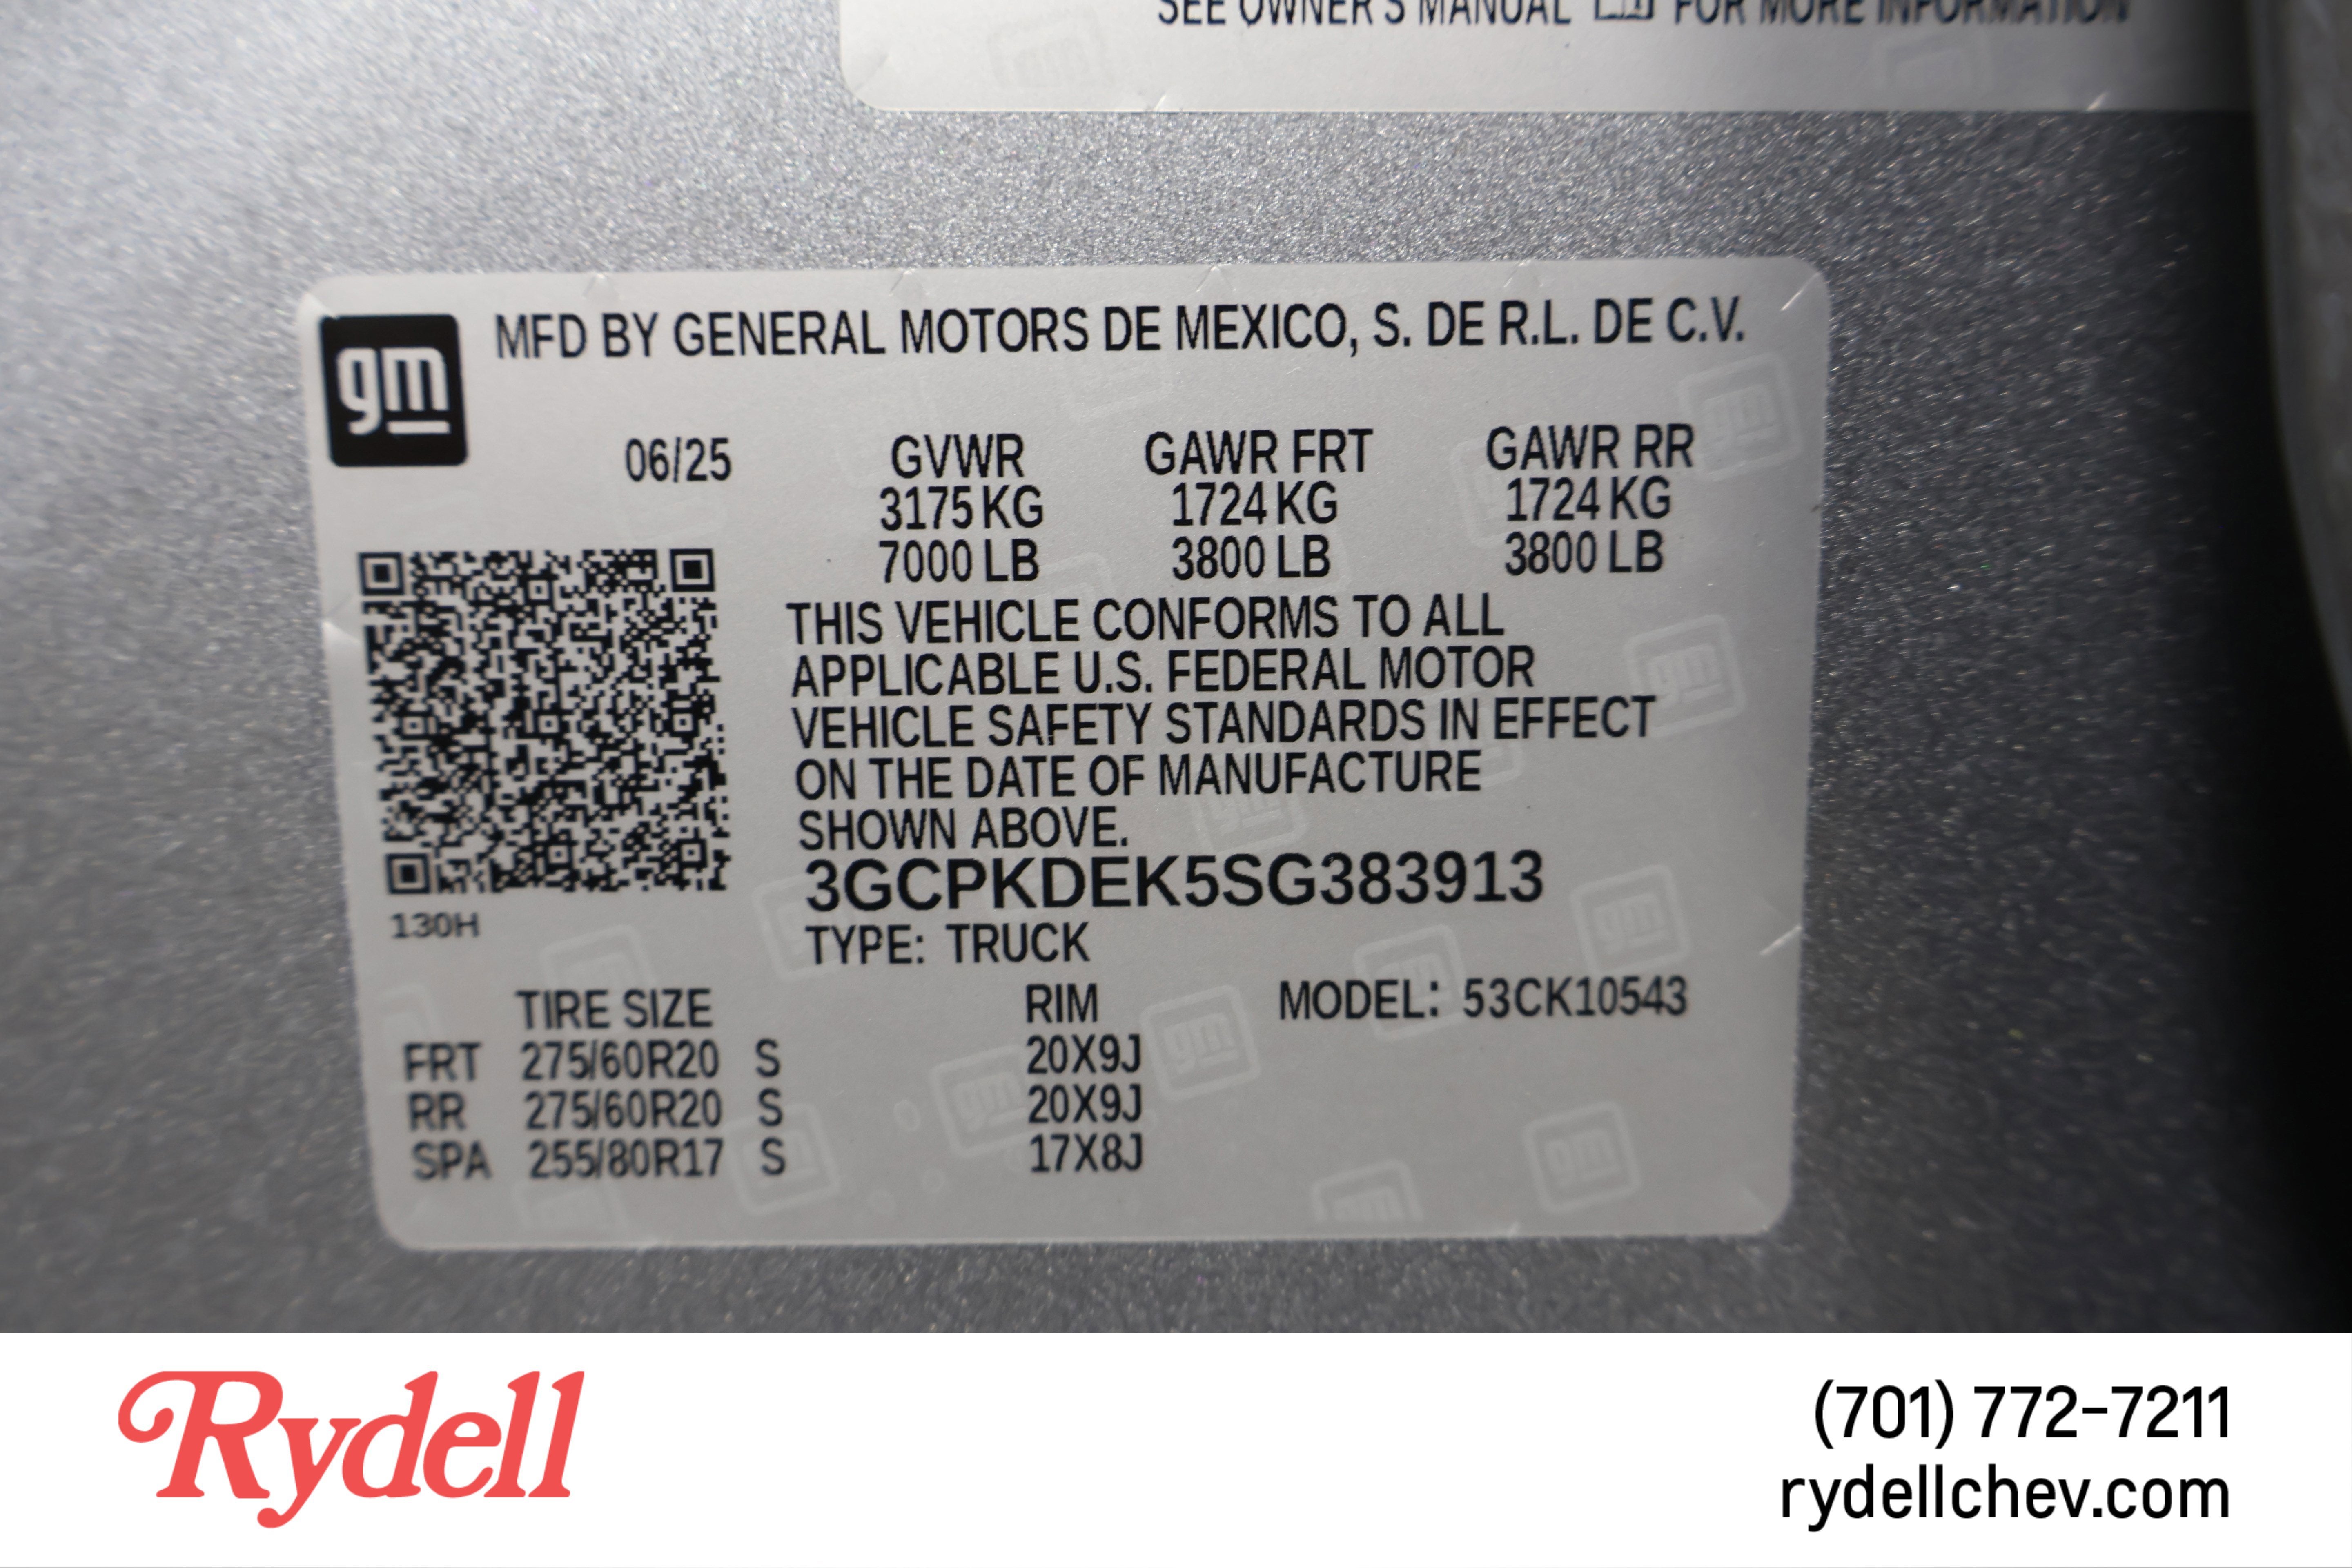 SEE OWNER'S MANUAL FOR MORE INFORMATION
gm
MFD BY GENERAL MOTORS DE MEXICO, S. DE R.L. DE C.V.
06/25 GVWR GAWR FRT GAWR RR
3175 KG 1724 KG 1724 KG
7000 LB 3800 LB 3800 LB
THIS VEHICLE CONFORMS TO ALL
APPLICABLE U.S. FEDERAL MOTOR
VEHICLE SAFETY STANDARDS IN EFFECT
ON THE DATE OF MANUFACTURE
SHOWN ABOVE.
3GCPKDEK5SG383913
130H
TYPE: TRUCK
TIRE SIZE RIM MODEL: 53CK10543
FRT 275/60R20 S 20X9J
RR 275/60R20 S 20X9J
SPA 255/80R17 S 17X8J
Rydell
(701) 772-7211
rydellchev.com